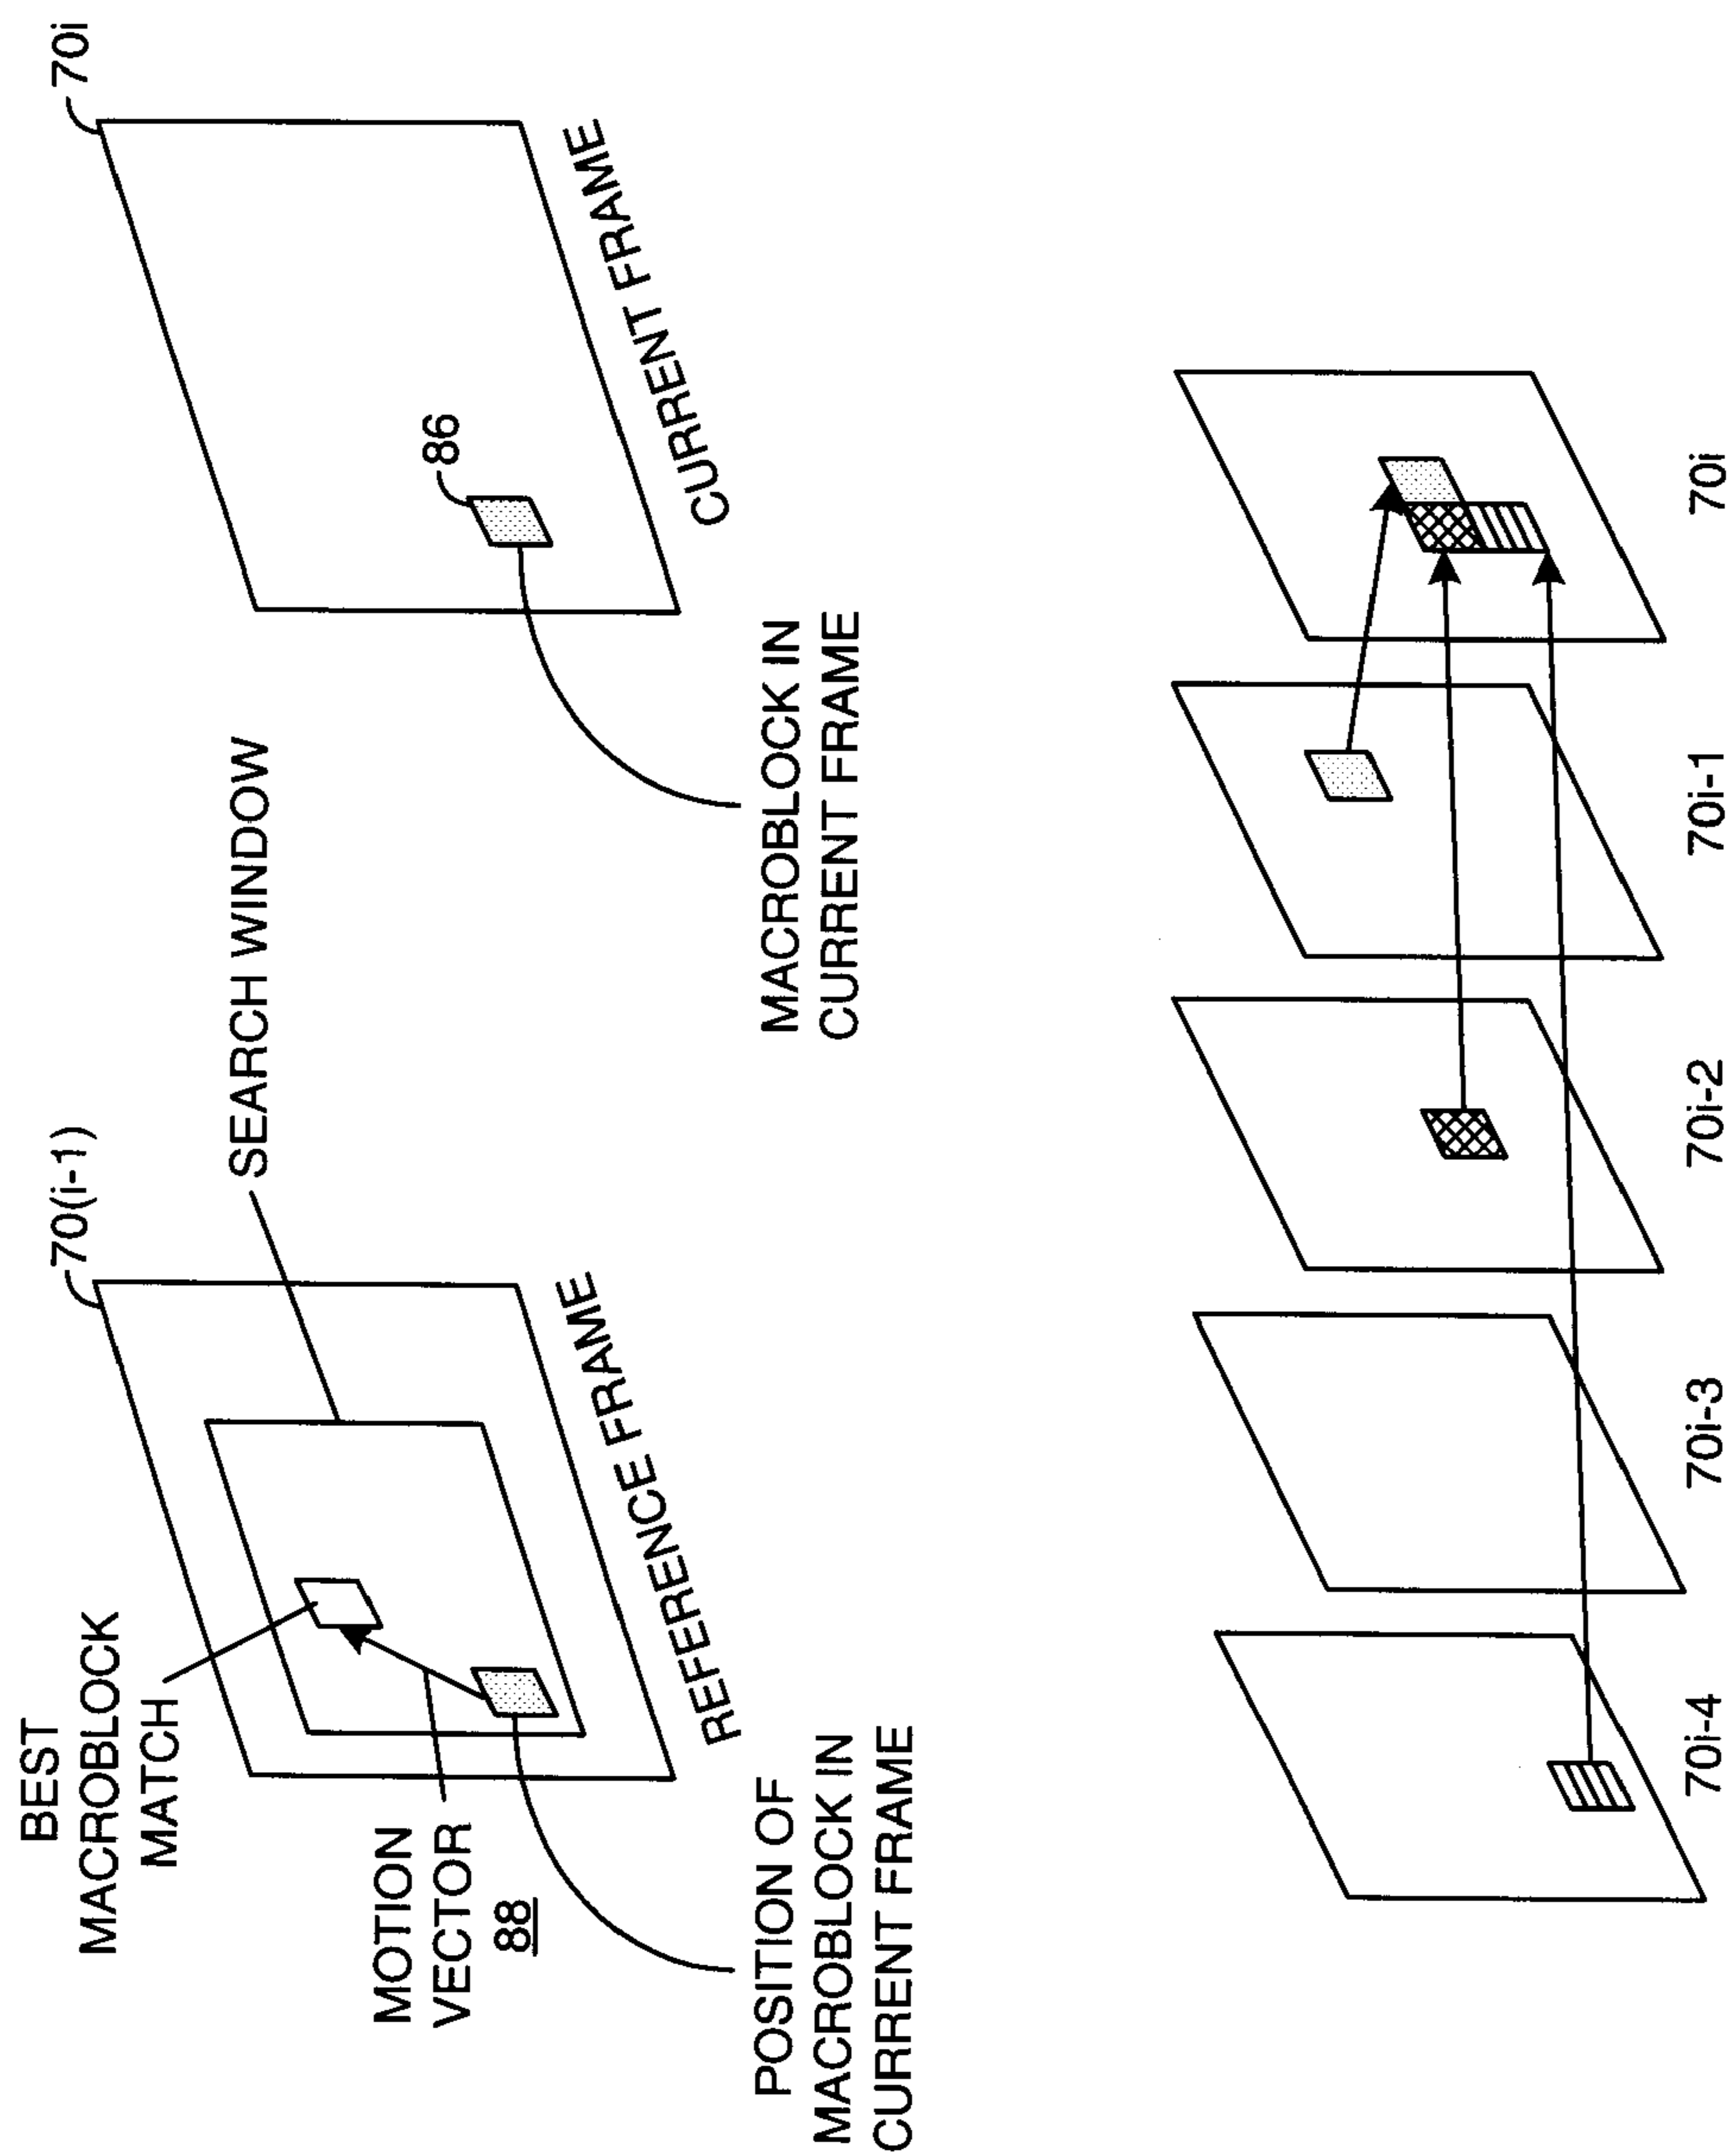 BEST
MACROBLOCK
MATCH
70(i-1)
SEARCH WINDOW
70i
86
MOTION
VECTOR
88
REFERENCE FRAME
CURRENT FRAME
POSITION OF
MACROBLOCK IN
CURRENT FRAME
MACROBLOCK IN
CURRENT FRAME
70i-4
70i-3
70i-2
70i-1
70i